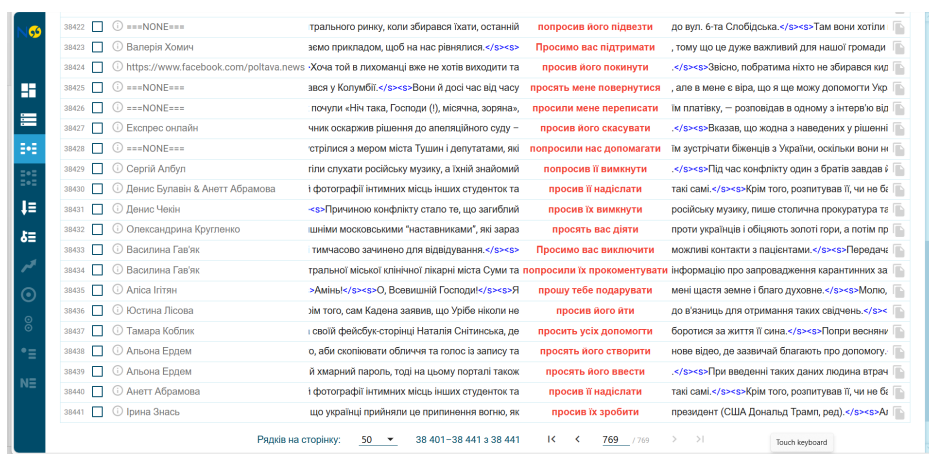 38422 ===NONE=== трального ринку, коли збирався їхати, останній попросив його підвезти до вул. 6-та Слобідська.</s><s>Там вони хотіли
38423 Валерія Хомич земо прикладом, щоб на нас рівнялися.</s><s> Просимо вас підтримати , тому що це дуже важливий для нашої громади
38424 https://www.facebook.com/poltava.news Хоча той в лихоманці вже не хотів виходити та просив його покинути .</s><s>Звісно, побратима ніхто не збирався кид
38425 ===NONE=== звся у Колумбії.</s><s>Вони й досі час від часу просять мене повернутися , але в мене є віра, що я ще можу допомогти Укр
38426 ===NONE=== почули «Ніч така, Господи (!), місячна, зоряна», просили мене переписати їм платівку, — розповідав в одному з інтерв'ю від
38427 Експрес онлайн чник оскаржив рішення до апеляційного суду – просив його скасувати .</s><s>Вказав, що жодна з наведених у рішенні
38428 ===NONE=== стрілися з мером міста Тушин і депутатами, які попросили нас допомагати їм зустрічати біженців з України, оскільки вони не
38429 Сергій Албул тіли слухати російську музику, а їхній знайомий попросив її вимкнути .</s><s>Під час конфлікту один з братів завдав
38430 Денис Булавін & Анетт Абрамова і фотографії інтимних місць інших студенток та просив її надіслати такі самі.</s><s>Крім того, розпитував її, чи не ба
38431 Денис Чекін <s>Причиною конфлікту стало те, що загиблий просив їх вимкнути російську музику, пише столична прокуратура та
38432 Олександрина Кругленко ішніми московськими "наставниками", які зараз просять вас діяти проти українців і обіцяють золоті гори, а потім пр
38433 Василина Гав'як тимчасово зачинено для відвідування.</s><s> Просимо вас виключити можливі контакти з пацієнтами.</s><s>Передача
38434 Василина Гав'як тральної міської клінічної лікарні міста Суми та попросили їх прокоментувати інформацію про запровадження карантинних за
38435 Аліса Ігітян >Амінь!</s><s>О, Всевишній Господи!</s><s>Я прошу тебе подарувати мені щастя земне і благо духовне.</s><s>Молю,
38436 Юстина Лісова рім того, сам Кадена заявив, що Урібе ніколи не просив його йти до в'язниць для отримання таких свідчень.</s><
38437 Тамара Коблик і своїй фейсбук-сторінці Наталія Снітинська, де просить усіх допомогти боротися за життя її сина.</s><s>Попри весняни
38438 Альона Ердем о, аби скопіювати обличчя та голос із запису та просять його створити нове відео, де зазвичай благають про допомогу.
38439 Альона Ердем й хмарний пароль, тоді на цьому порталі також просять його ввести .</s><s>При введенні таких даних людина втрач
38440 Анетт Абрамова і фотографії інтимних місць інших студенток та просив її надіслати такі самі.</s><s>Крім того, розпитував її, чи не ба
38441 Ірина Знась що українці прийняли це припинення вогню, як просив їх зробити президент (США Дональд Трамп, ред).</s><s>Ал
Рядків на сторінку: 50 38 401–38 441 з 38 441 769 / 769
Touch keyboard